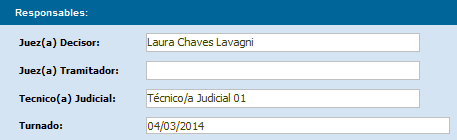 Responsables:
Juez(a) Decisor: Laura Chaves Lavagni
Juez(a) Tramitador:
Tecnico(a) Judicial: Técnico/a Judicial 01
Turnado: 04/03/2014